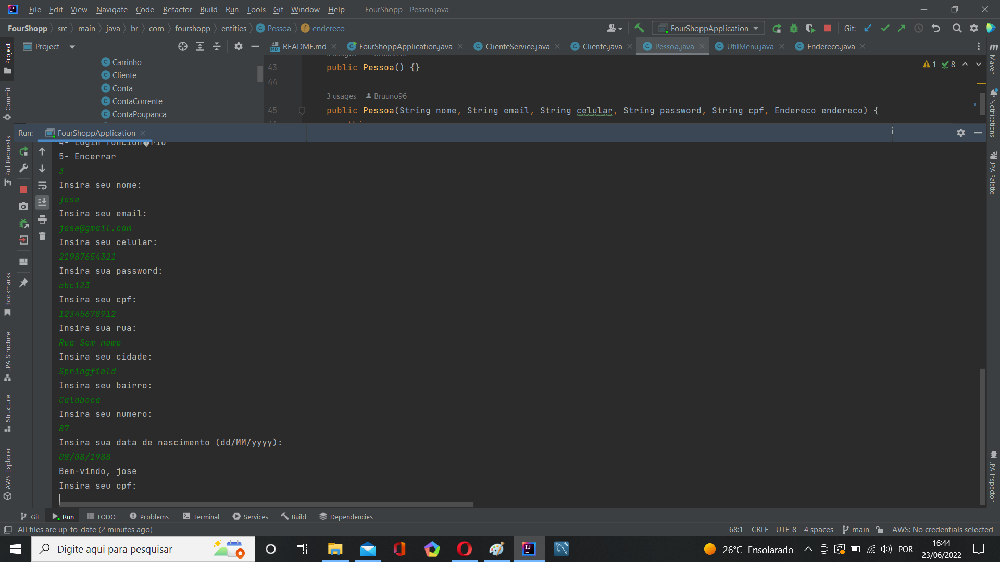 File Edit View Navigate Code Refactor Build Run Tools Git Window Help FourShopp - Pessoa.java
FourShopp src main java br com fourshopp entities Pessoa endereco FourShoppApplication Git:
Project README.md FourShoppApplication.java ClienteService.java Cliente.java Pessoa.java UtilMenu.java Endereco.java
Carrinho
Cliente
Conta
ContaCorrente
ContaPoupanca
43 public Pessoa() {}
44
3 usages Bruuno96
45 public Pessoa(String nome, String email, String celular, String password, String cpf, Endereco endereco) {
1 8
Run: FourShoppApplication
4- Login funcion�rio
5- Encerrar
3
Insira seu nome:
jose
Insira seu email:
jose@gmail.com
Insira seu celular:
21987654321
Insira sua password:
abc123
Insira seu cpf:
12345678912
Insira sua rua:
Rua Sem nome
Insira seu cidade:
Springfield
Insira seu bairro:
Calaboca
Insira seu numero:
87
Insira sua data de nascimento (dd/MM/yyyy):
08/08/1988
Bem-vindo, jose
Insira seu cpf:
Project
Commit
Pull Requests
Bookmarks
JPA Structure
Structure
AWS Explorer
Maven
Notifications
JPA Palette
JPA Inspector
Git Run TODO Problems Terminal Services Build Dependencies
All files are up-to-date (2 minutes ago) 68:1 CRLF UTF-8 4 spaces main AWS: No credentials selected
Digite aqui para pesquisar 26°C Ensolarado POR 16:44
23/06/2022